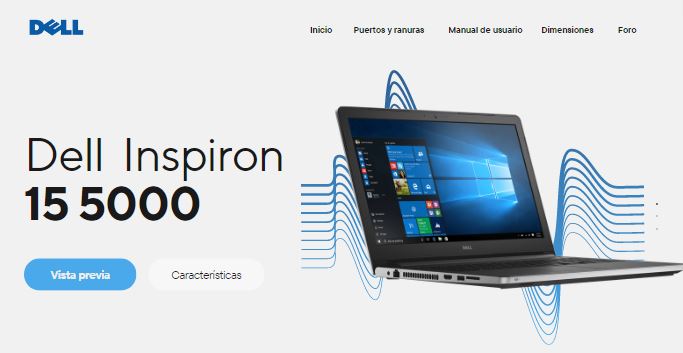 DELL
Inicio
Puertos y ranuras
Manual de usuario
Dimensiones
Foro
Dell Inspiron
15 5000
Vista previa
Características
DELL